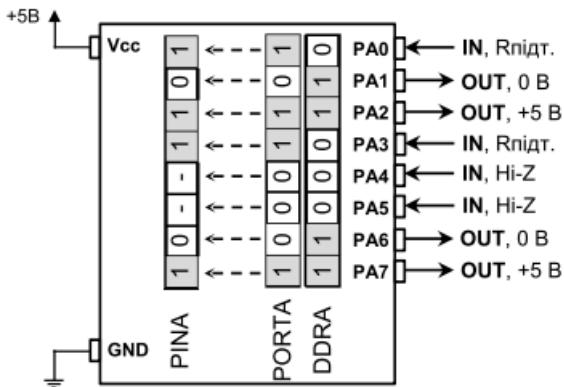 +5В
Vcc
1 1 0 PA0 IN, Rпідт.
0 0 1 PA1 OUT, 0 В
1 1 1 PA2 OUT, +5 В
1 1 0 PA3 IN, Rпідт.
- 0 0 PA4 IN, Hi-Z
- 0 0 PA5 IN, Hi-Z
0 0 1 PA6 OUT, 0 В
1 1 1 PA7 OUT, +5 В
GND
PINA
PORTA
DDRA